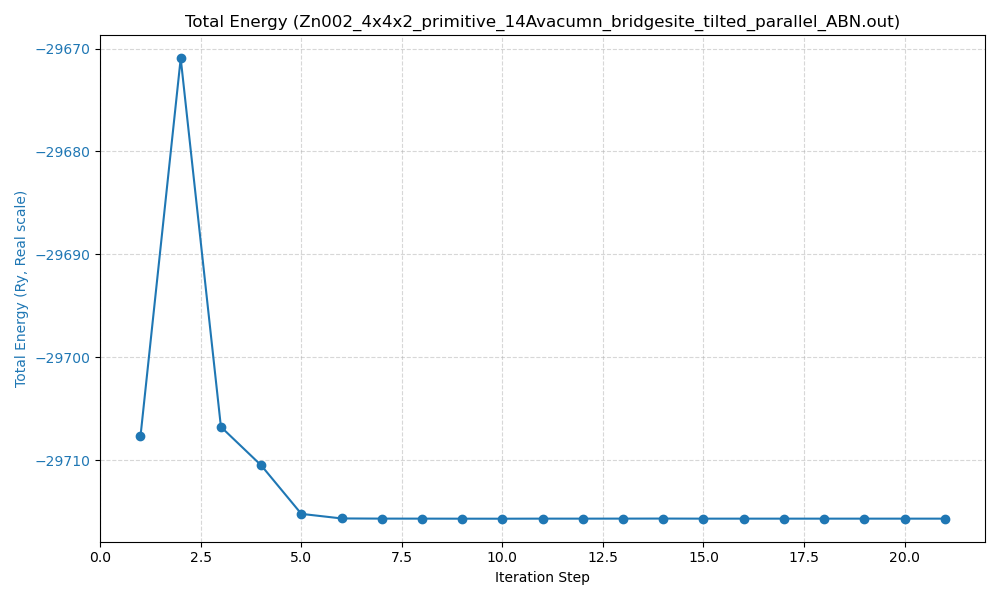 Total Energy (Zn002_4x4x2_primitive_14Avacumn_bridgesite_tilted_parallel_ABN.out)
Total Energy (Ry, Real scale)
−29670
−29680
−29690
−29700
−29710
0.0 2.5 5.0 7.5 10.0 12.5 15.0 17.5 20.0
Iteration Step